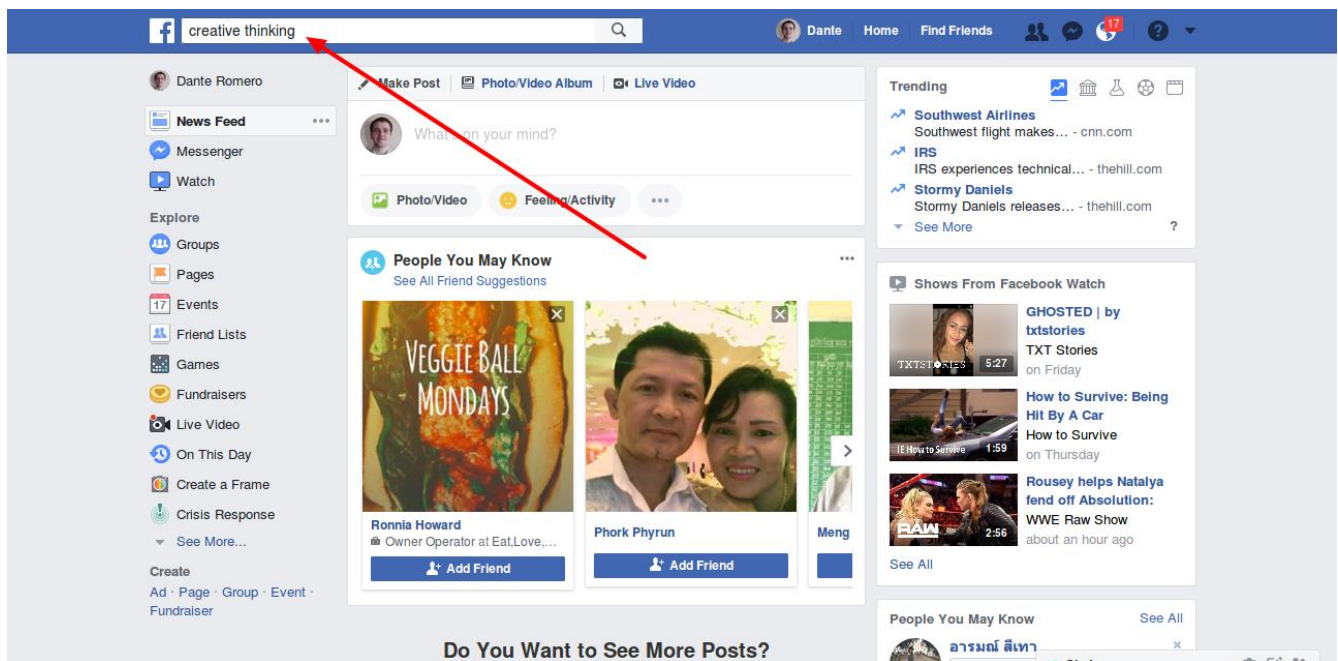 creative thinking
Dante Home Find Friends 17
Dante Romero
News Feed
Messenger
Watch
Explore
Groups
Pages
17 Events
Friend Lists
Games
Fundraisers
Live Video
On This Day
Create a Frame
Crisis Response
See More...
Create
Ad · Page · Group · Event ·
Fundraiser
Make Post Photo/Video Album Live Video
What's on your mind?
Photo/Video Feeling/Activity
People You May Know
See All Friend Suggestions
VEGGIE BALL
MONDAYS
Ronnia Howard
Owner Operator at Eat,Love,...
Add Friend
Phork Phyrun
Add Friend
Meng
Do You Want to See More Posts?
Trending
Southwest Airlines
Southwest flight makes... - cnn.com
IRS
IRS experiences technical... - thehill.com
Stormy Daniels
Stormy Daniels releases... - thehill.com
See More ?
Shows From Facebook Watch
TXTSTORIES 5:27
GHOSTED | by
txtstories
TXT Stories
on Friday
How to Survive 1:59
How to Survive: Being
Hit By A Car
How to Survive
on Thursday
RAW 2:56
Rousey helps Natalya
fend off Absolution:
WWE Raw Show
about an hour ago
See All
People You May Know See All
อารมณ์ สีเทา